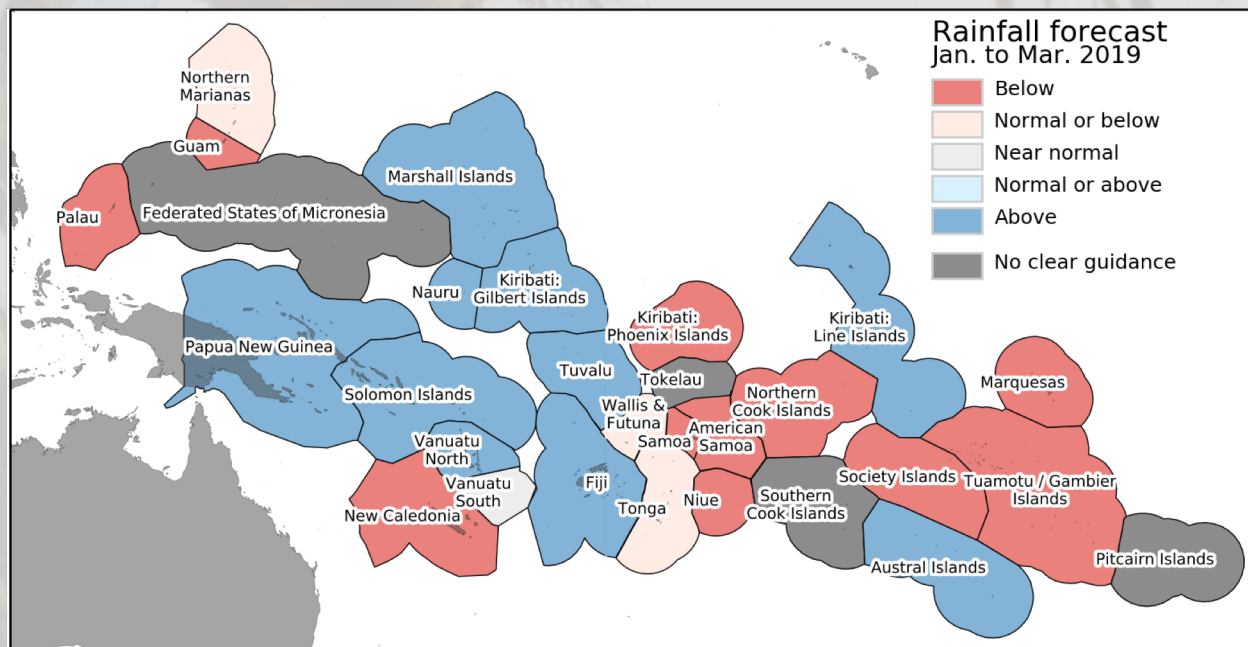 Rainfall forecast
Jan. to Mar. 2019
Below
Normal or below
Near normal
Normal or above
Above
No clear guidance
Northern
Marianas
Guam
Palau
Federated States of Micronesia
Marshall Islands
Nauru
Kiribati:
Gilbert Islands
Papua New Guinea
Solomon Islands
Tuvalu
Kiribati:
Phoenix Islands
Kiribati:
Line Islands
Tokelau
Wallis &
Futuna
Samoa
American
Samoa
Northern
Cook Islands
Marquesas
Vanuatu
North
Vanuatu
South
New Caledonia
Fiji
Tonga
Niue
Southern
Cook Islands
Society Islands
Tuamotu / Gambier
Islands
Austral Islands
Pitcairn Islands